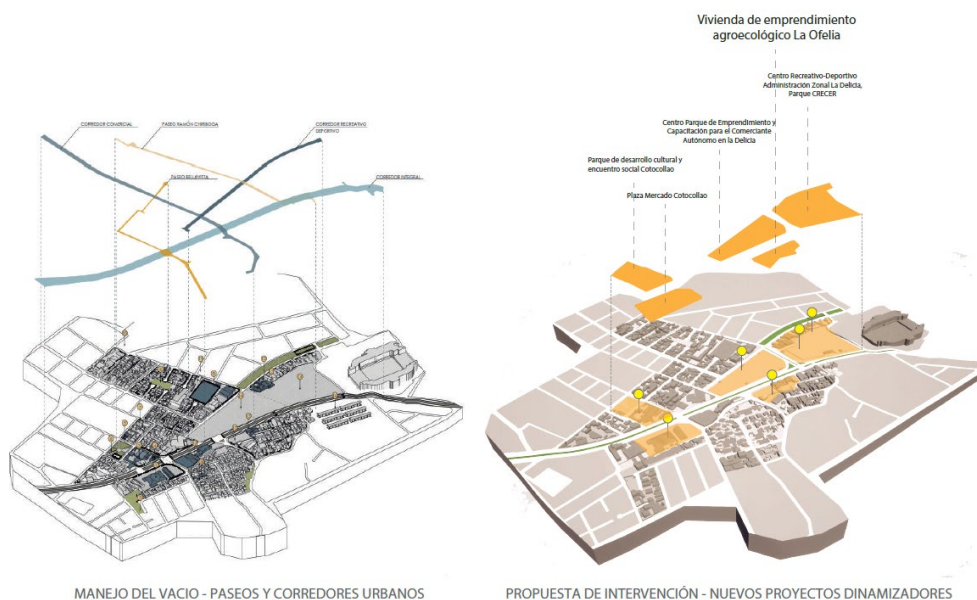 Vivienda de emprendimiento
agroecológico La Ofelia
Centro Recreativo-Deportivo
Administración Zonal La Delicia,
Parque CRECER
Centro Parque de Emprendimiento y
Capacitación para el Comerciante
Autónomo en la Delicia
Parque de desarrollo cultural y
encuentro social Cotocollao
Plaza Mercado Cotocollao
CORREDOR COMERCIAL
PASEO RAMÓN CHIRIBOGA
CORREDOR RECREATIVO
DEPORTIVO
PASEO BELLAVISTA
CORREDOR INTEGRAL
MANEJO DEL VACIO - PASEOS Y CORREDORES URBANOS
PROPUESTA DE INTERVENCIÓN - NUEVOS PROYECTOS DINAMIZADORES